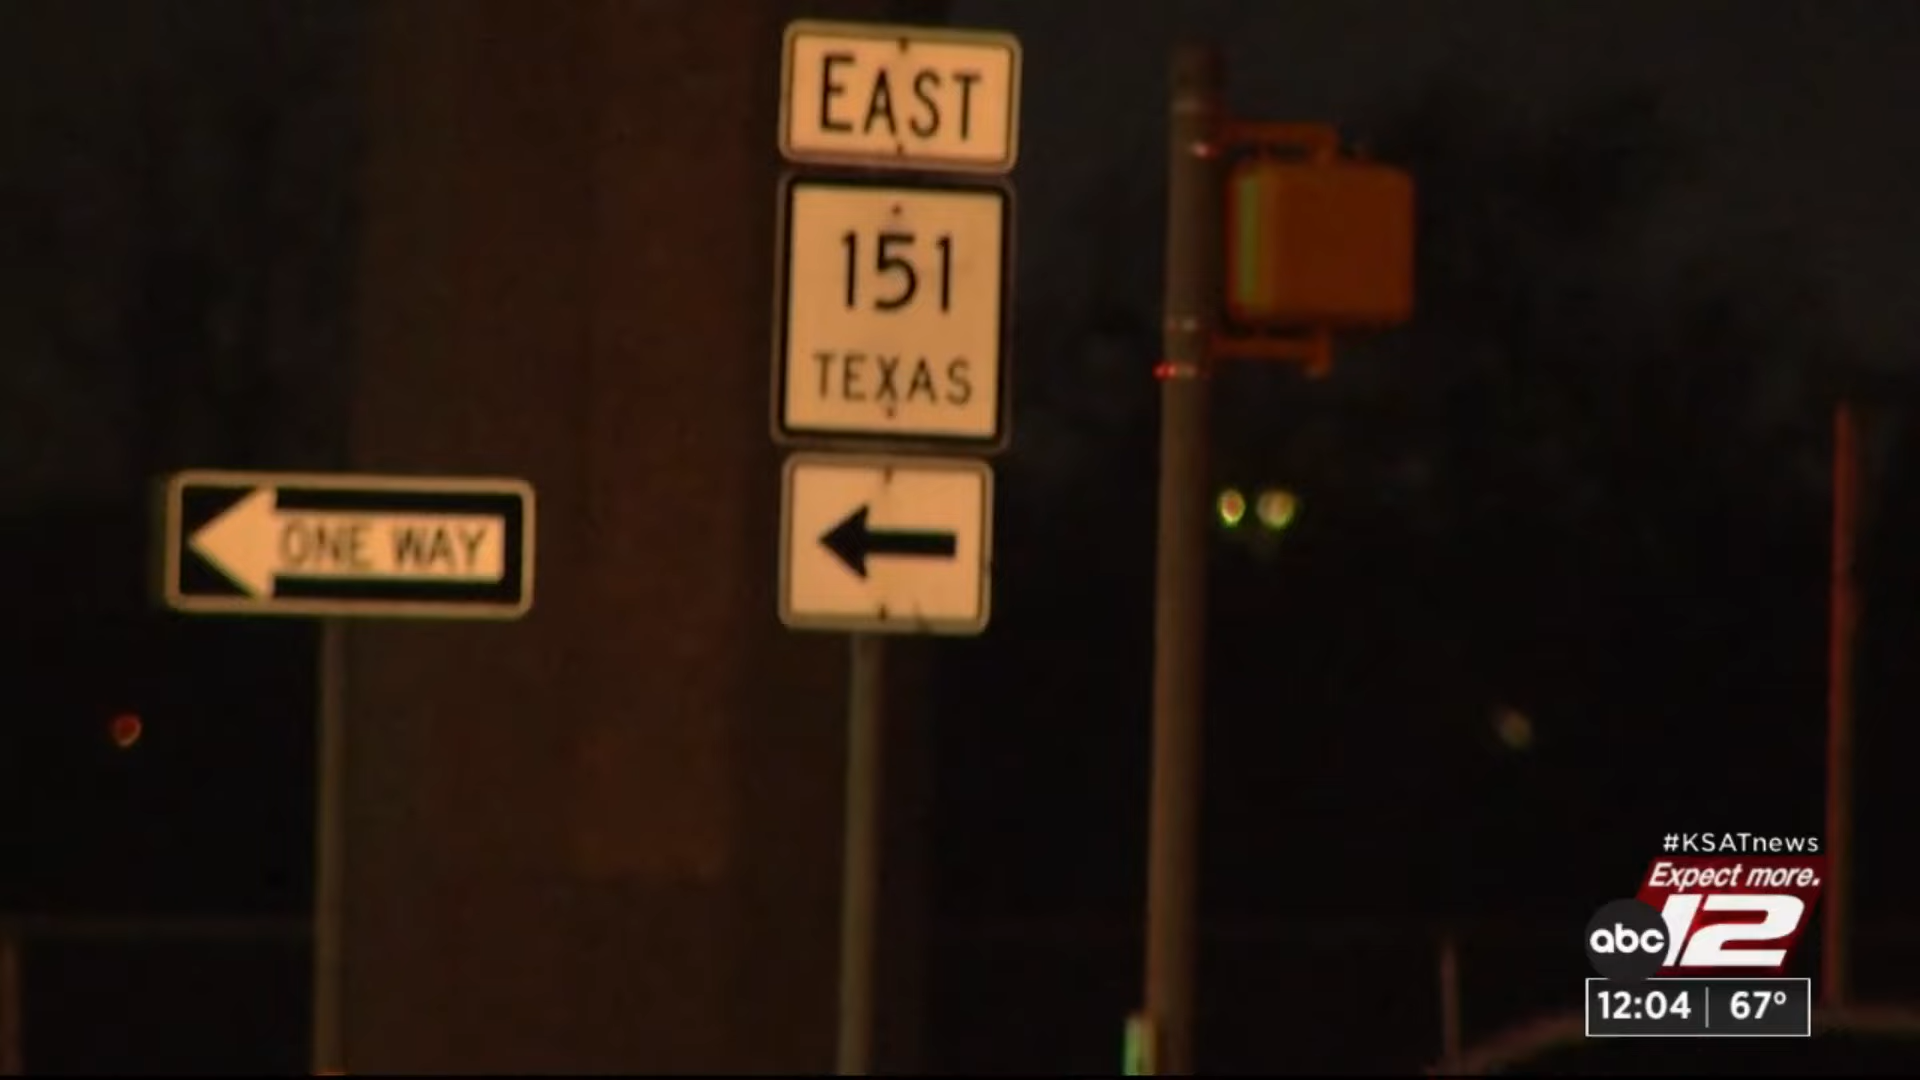 EAST
151
TEXAS
ONE WAY
#KSATnews
Expect more.
abc 12
12:04 | 67°